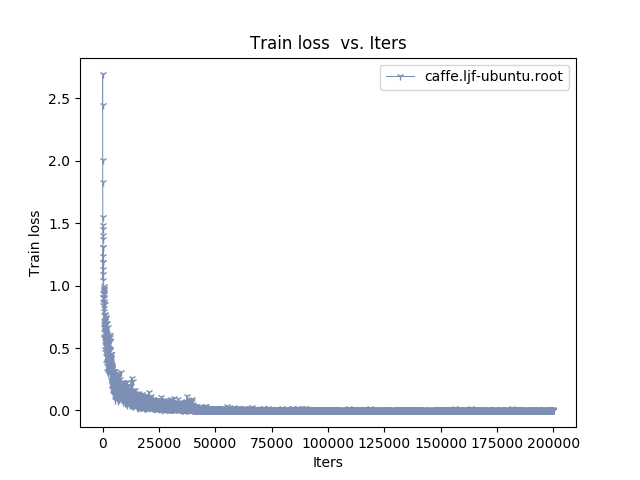 Train loss  vs. Iters
caffe.ljf-ubuntu.root
2.5
2.0
1.5
1.0
0.5
0.0
Train loss
0 25000 50000 75000 100000 125000 150000 175000 200000
Iters